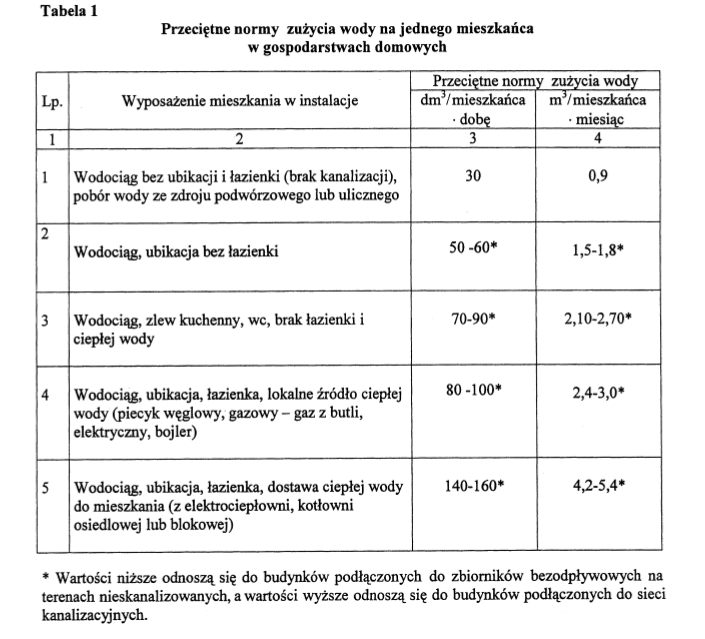 Tabela 1
Przeciętne normy zużycia wody na jednego mieszkańca
w gospodarstwach domowych
Lp.
Wyposażenie mieszkania w instalacje
Przeciętne normy zużycia wody
dm³/mieszkańca
· dobę
m³/mieszkańca
· miesiąc
1 2 3 4
1 Wodociąg bez ubikacji i łazienki (brak kanalizacji), 30 0,9
pobór wody ze zdroju podwórzowego lub ulicznego
2
Wodociąg, ubikacja bez łazienki 50 -60* 1,5-1,8*
3 Wodociąg, zlew kuchenny, wc, brak łazienki i 70-90* 2,10-2,70*
ciepłej wody
4 Wodociąg, ubikacja, łazienka, lokalne źródło ciepłej 80 -100* 2,4-3,0*
wody (piecyk węglowy, gazowy – gaz z butli,
elektryczny, bojler)
5 Wodociąg, ubikacja, łazienka, dostawa ciepłej wody 140-160* 4,2-5,4*
do mieszkania (z elektrociepłowni, kotłowni
osiedlowej lub blokowej)
* Wartości niższe odnoszą się do budynków podłączonych do zbiorników bezodpływowych na
terenach nieskanalizowanych, a wartości wyższe odnoszą się do budynków podłączonych do sieci
kanalizacyjnych.